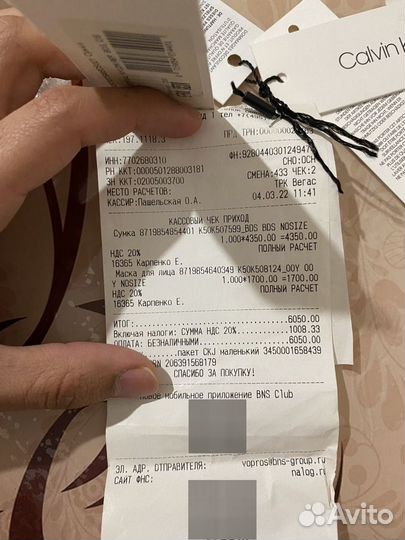 Calvin K
ИНН:7702680310 ФН:9280440301490747
РН ККТ:0000501288003181 СНО:ОСН
ЗН ККТ:02005003700 СМЕНА:433 ЧЕК:2
МЕСТО РАСЧЕТОВ: ТРК Вегас
КАССИР:Пашельская О.А. 04.03.22 11:41
КАССОВЫЙ ЧЕК ПРИХОД
Сумка 8719854854401 K50K507599_BDS BDS NOSIZE
1.000*4350.00 =4350.00
НДС 20% ПОЛНЫЙ РАСЧЕТ
16365 Карпенко Е.
Маска для лица 8719854640349 K50K508124_00Y 00
Y NOSIZE 1.000*1700.00 =1700.00
НДС 20% ПОЛНЫЙ РАСЧЕТ
16365 Карпенко Е.
ИТОГ: 6050.00
Включая налоги: СУММА НДС 20% 1008.33
ОПЛАТА: БЕЗНАЛИЧНЫМИ 6050.00
пакет CKJ маленький 3450001658439
RN 206391568179
СПАСИБО ЗА ПОКУПКУ!
новое мобильное приложение BNS Club
ЭЛ. АДР. ОТПРАВИТЕЛЯ: vopros@bns-group.ru
САЙТ ФНС: nalog.ru
Avito